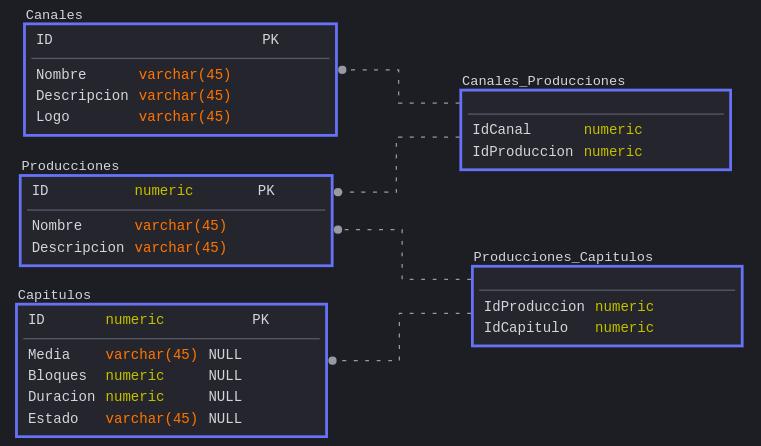 Canales
ID PK
Nombre varchar(45)
Descripcion varchar(45)
Logo varchar(45)
Canales_Producciones
IdCanal numeric
IdProduccion numeric
Producciones
ID numeric PK
Nombre varchar(45)
Descripcion varchar(45)
Producciones_Capitulos
IdProduccion numeric
IdCapitulo numeric
Capitulos
ID numeric PK
Media varchar(45) NULL
Bloques numeric NULL
Duracion numeric NULL
Estado varchar(45) NULL